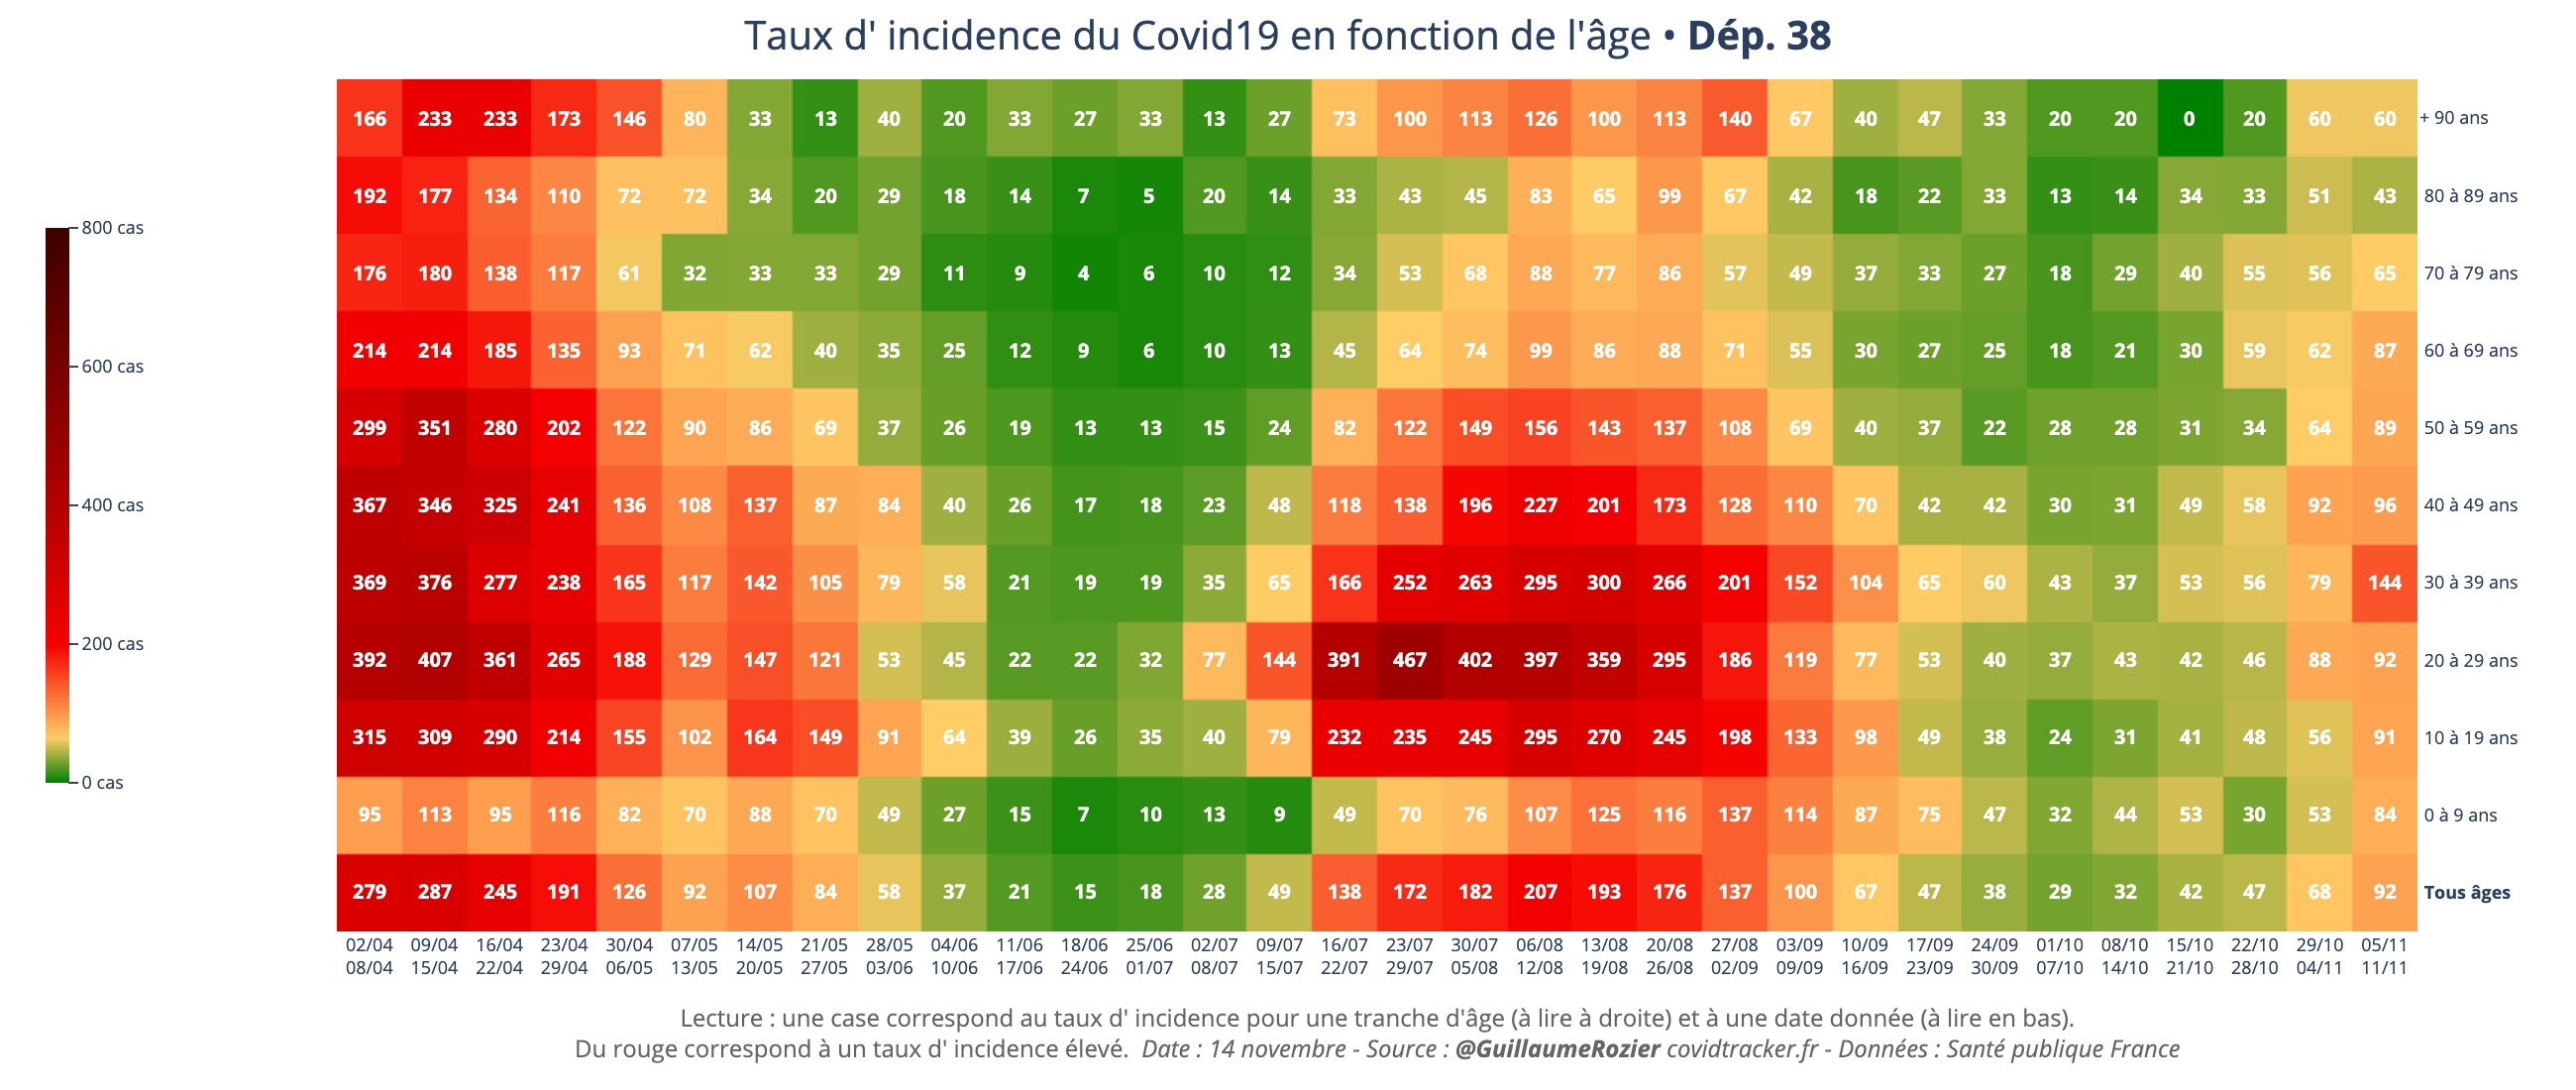 Taux d' incidence du Covid19 en fonction de l'âge • Dép. 38
800 cas
600 cas
400 cas
200 cas
0 cas
166 233 233 173 146 80 33 13 40 20 33 27 33 13 27 73 100 113 126 100 113 140 67 40 47 33 20 20 0 20 60 60 + 90 ans
192 177 134 110 72 72 34 20 29 18 14 7 5 20 14 33 43 45 83 65 99 67 42 18 22 33 13 14 34 33 51 43 80 à 89 ans
176 180 138 117 61 32 33 33 29 11 9 4 6 10 12 34 53 68 88 77 86 57 49 37 33 27 18 29 40 55 56 65 70 à 79 ans
214 214 185 135 93 71 62 40 35 25 12 9 6 10 13 45 64 74 99 86 88 71 55 30 27 25 18 21 30 59 62 87 60 à 69 ans
299 351 280 202 122 90 86 69 37 26 19 13 13 15 24 82 122 149 156 143 137 108 69 40 37 22 28 28 31 34 64 89 50 à 59 ans
367 346 325 241 136 108 137 87 84 40 26 17 18 23 48 118 138 196 227 201 173 128 110 70 42 42 30 31 49 58 92 96 40 à 49 ans
369 376 277 238 165 117 142 105 79 58 21 19 19 35 65 166 252 263 295 300 266 201 152 104 65 60 43 37 53 56 79 144 30 à 39 ans
392 407 361 265 188 129 147 121 53 45 22 22 32 77 144 391 467 402 397 359 295 186 119 77 53 40 37 43 42 46 88 92 20 à 29 ans
315 309 290 214 155 102 164 149 91 64 39 26 35 40 79 232 235 245 295 270 245 198 133 98 49 38 24 31 41 48 56 91 10 à 19 ans
95 113 95 116 82 70 88 70 49 27 15 7 10 13 9 49 70 76 107 125 116 137 114 87 75 47 32 44 53 30 53 84 0 à 9 ans
279 287 245 191 126 92 107 84 58 37 21 15 18 28 49 138 172 182 207 193 176 137 100 67 47 38 29 32 42 47 68 92 Tous âges
02/04 09/04 16/04 23/04 30/04 07/05 14/05 21/05 28/05 04/06 11/06 18/06 25/06 02/07 09/07 16/07 23/07 30/07 06/08 13/08 20/08 27/08 03/09 10/09 17/09 24/09 01/10 08/10 15/10 22/10 29/10 05/11
08/04 15/04 22/04 29/04 06/05 13/05 20/05 27/05 03/06 10/06 17/06 24/06 01/07 08/07 15/07 22/07 29/07 05/08 12/08 19/08 26/08 02/09 09/09 16/09 23/09 30/09 07/10 14/10 21/10 28/10 04/11 11/11
Lecture : une case correspond au taux d' incidence pour une tranche d'âge (à lire à droite) et à une date donnée (à lire en bas).
Du rouge correspond à un taux d' incidence élevé. Date : 14 novembre - Source : @GuillaumeRozier covidtracker.fr - Données : Santé publique France